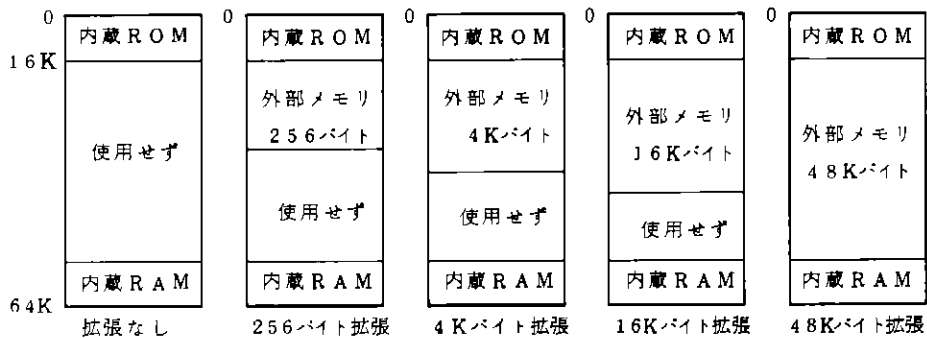 0
内蔵ROM
16K
使用せず
内蔵RAM
64K
拡張なし
0
内蔵ROM
外部メモリ
256バイト
使用せず
内蔵RAM
256バイト拡張
0
内蔵ROM
外部メモリ
4Kバイト
使用せず
内蔵RAM
4Kバイト拡張
0
内蔵ROM
外部メモリ
16Kバイト
使用せず
内蔵RAM
16Kバイト拡張
0
内蔵ROM
外部メモリ
48Kバイト
内蔵RAM
48Kバイト拡張